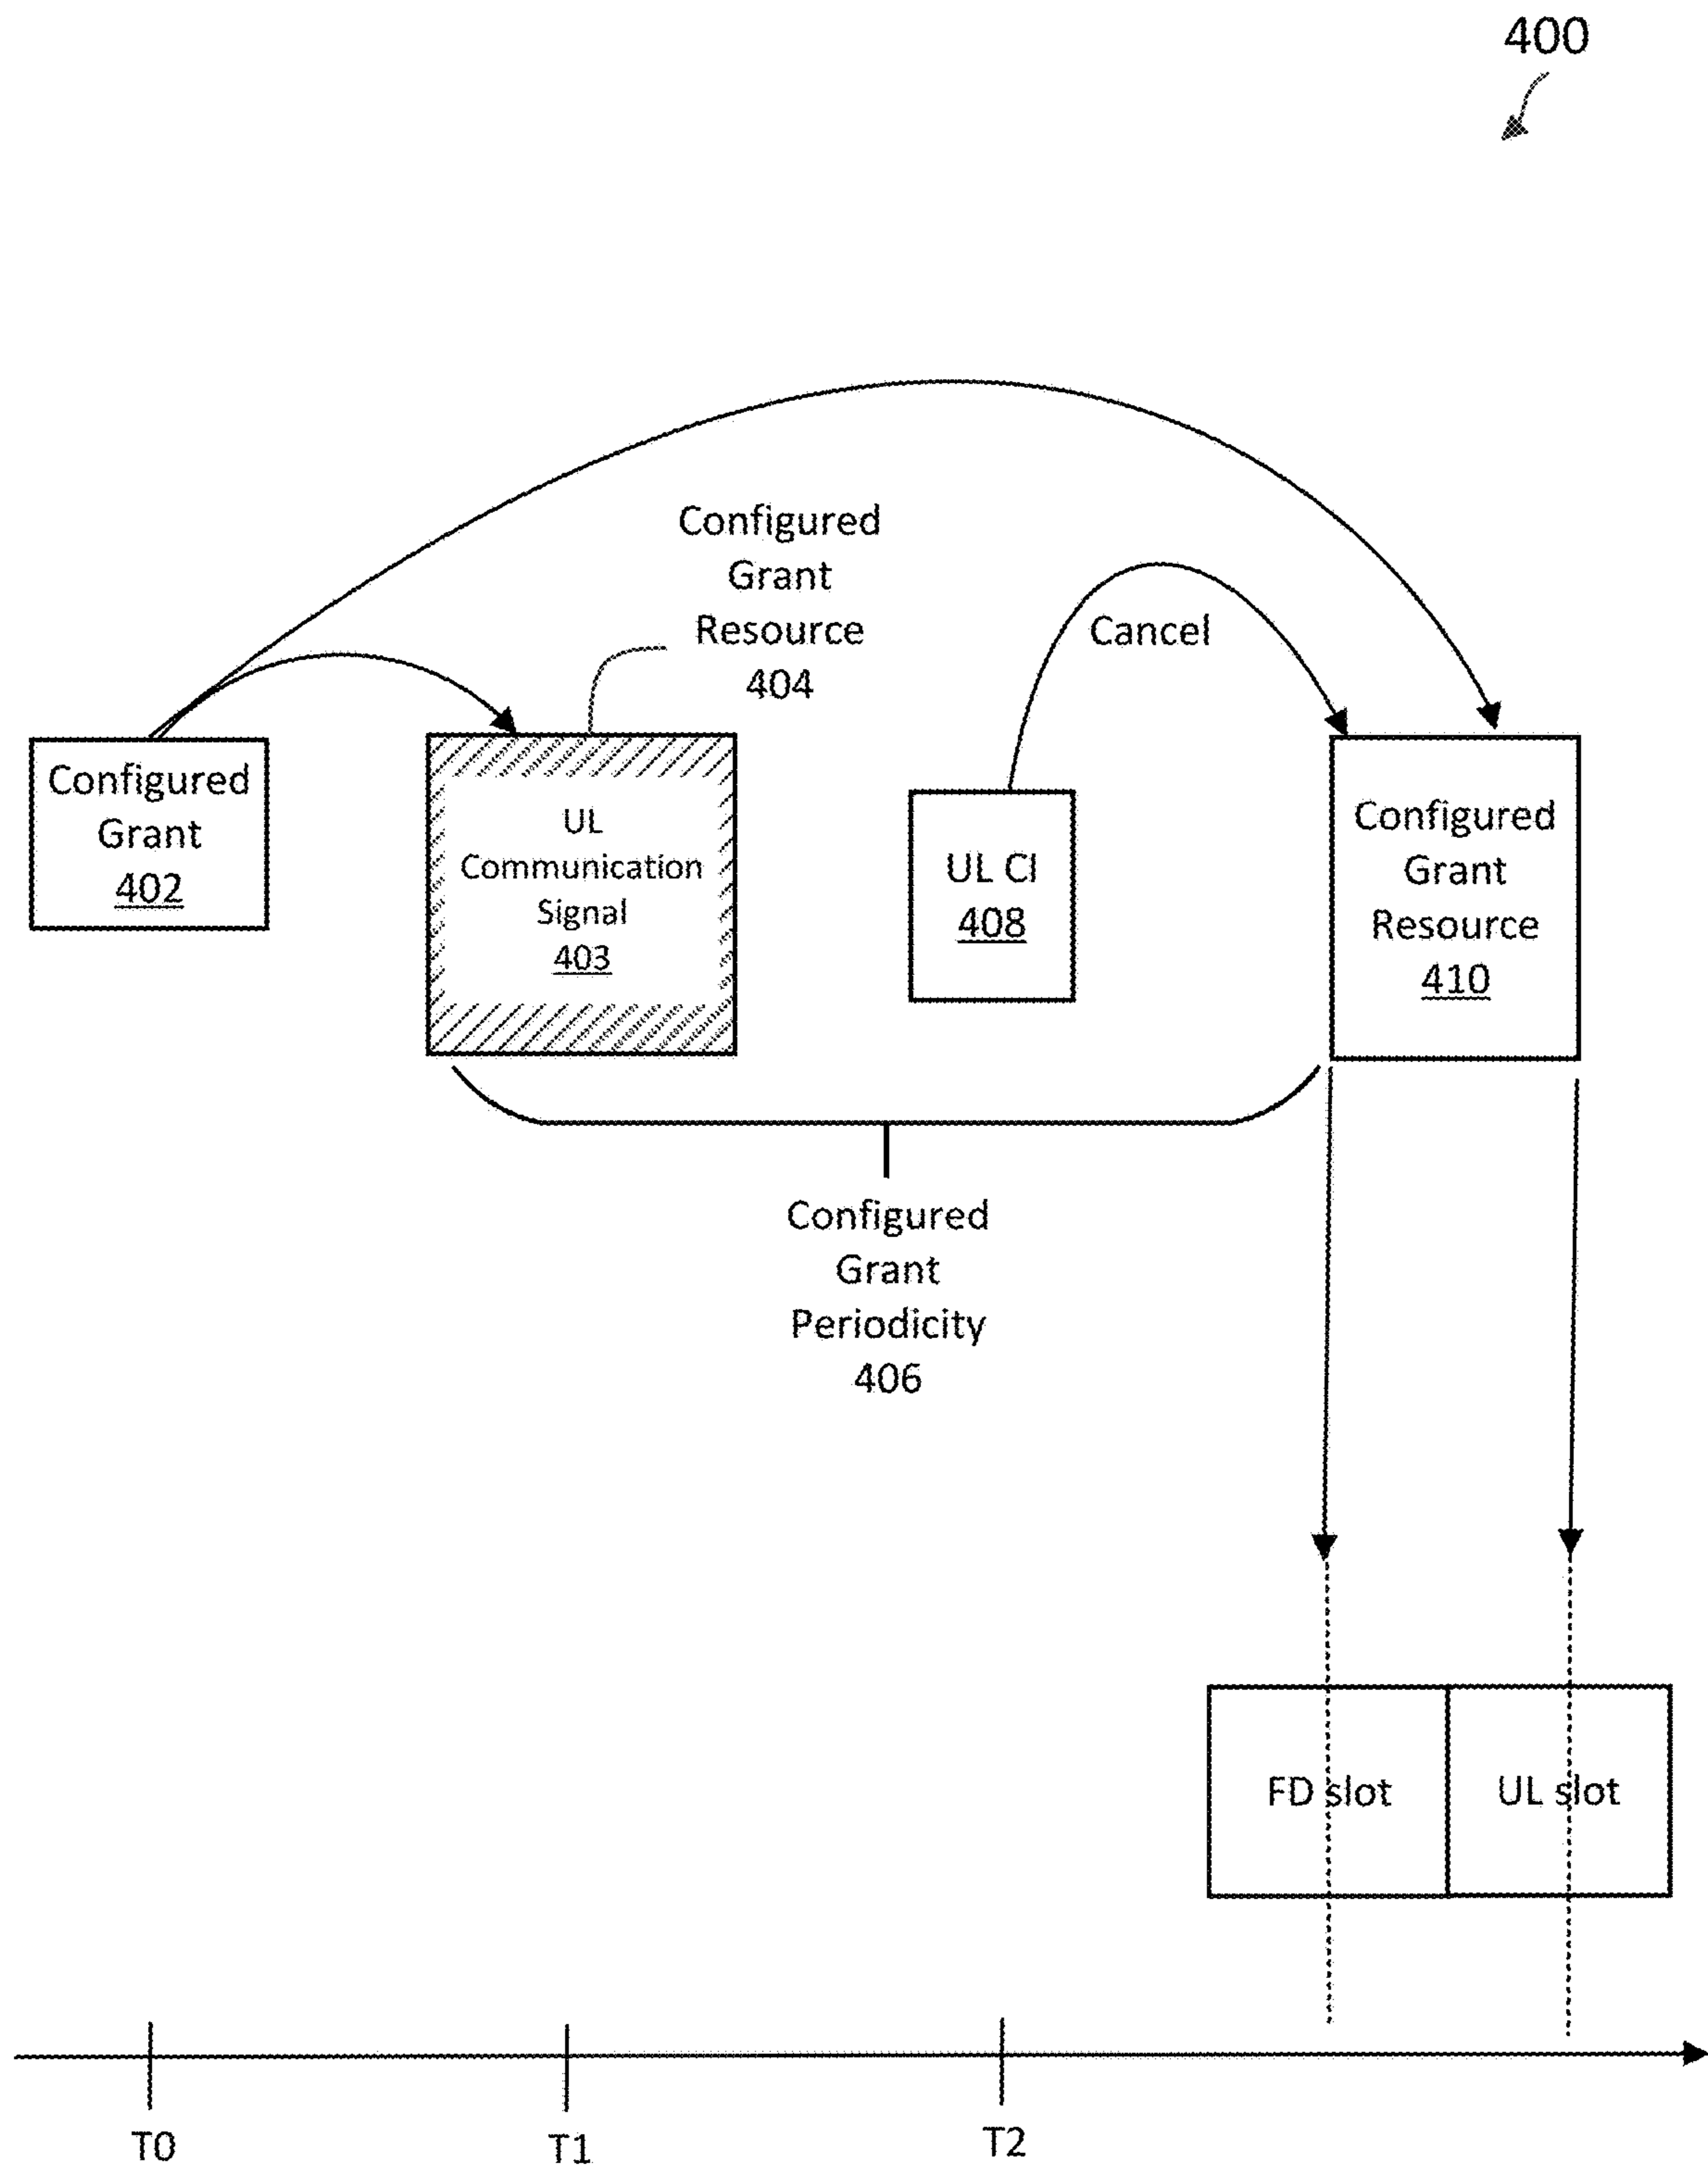 400
Configured
Grant
Resource
404
Cancel
Configured
Grant
402
UL
Communication
Signal
403
UL CI
408
Configured
Grant
Resource
410
Configured
Grant
Periodicity
406
FD slot
UL slot
T0
T1
T2